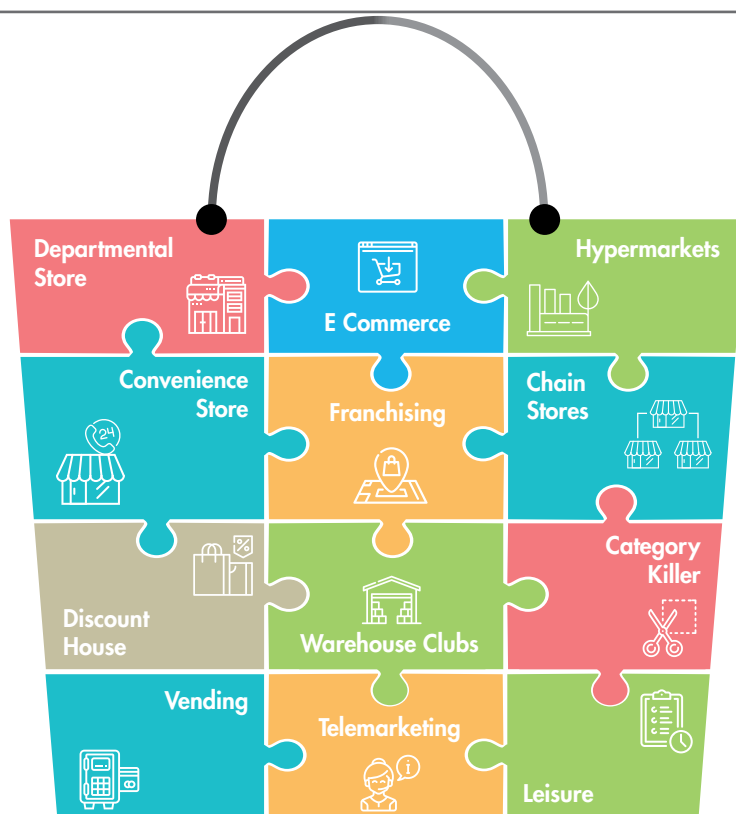 Departmental
Store
E Commerce
Hypermarkets
Convenience
Store
24
Franchising
Chain
Stores
Discount
House
%
Warehouse Clubs
Category
Killer
Vending
Telemarketing
i
Leisure